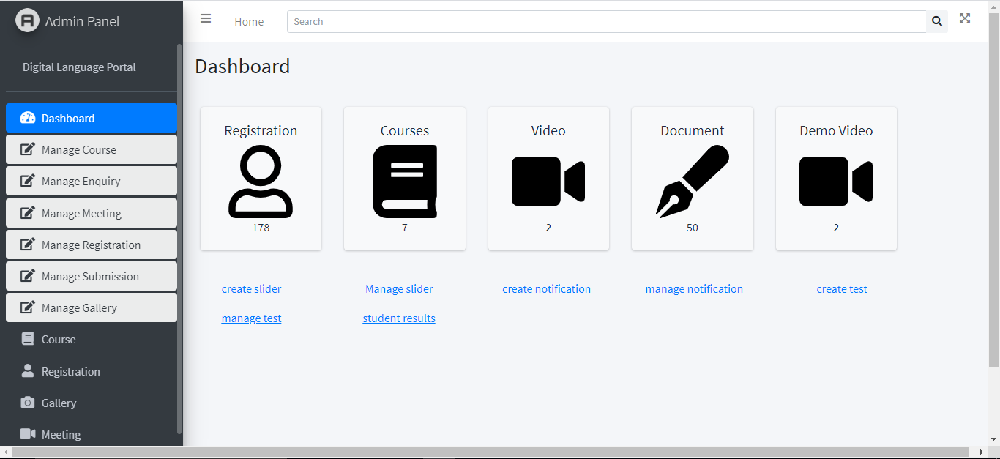 Admin Panel
Home
Search
Digital Language Portal
Dashboard
Manage Course
Manage Enquiry
Manage Meeting
Manage Registration
Manage Submission
Manage Gallery
Course
Registration
Gallery
Meeting
Dashboard
Registration
178
Courses
7
Video
2
Document
50
Demo Video
2
create slider
Manage slider
create notification
manage notification
create test
manage test
student results